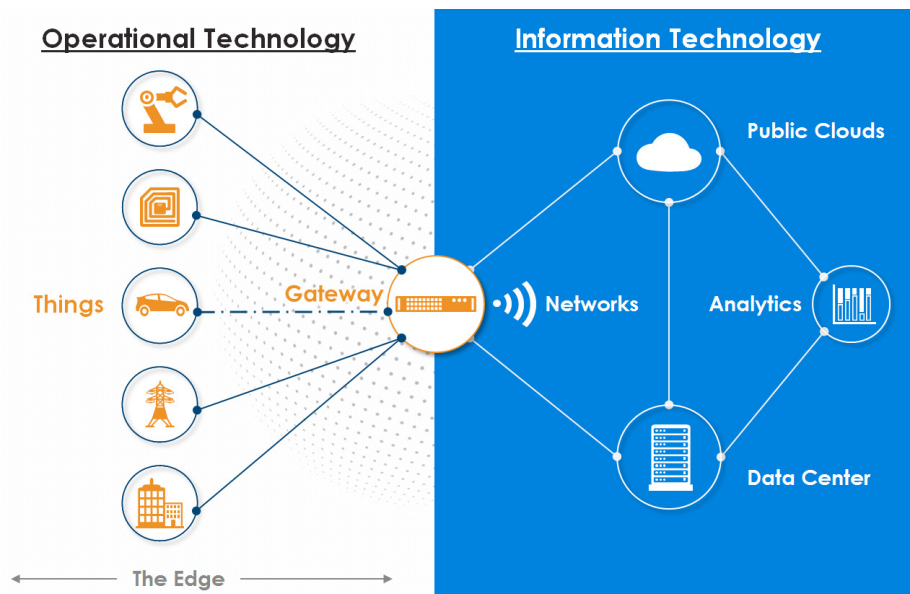 Operational Technology
Information Technology
Public Clouds
Things
Gateway
Networks
Analytics
Data Center
The Edge